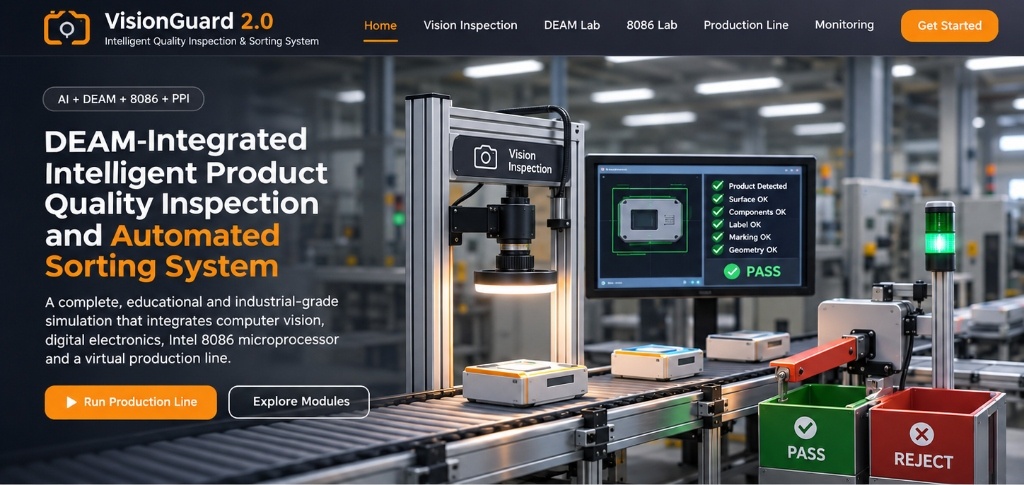 VisionGuard 2.0
Intelligent Quality Inspection & Sorting System
Home
Vision Inspection
DEAM Lab
8086 Lab
Production Line
Monitoring
Get Started
AI + DEAM + 8086 + PPI
DEAM-Integrated
Intelligent Product
Quality Inspection
and Automated
Sorting System
A complete, educational and industrial-grade
simulation that integrates computer vision,
digital electronics, Intel 8086 microprocessor
and a virtual production line.
Run Production Line
Explore Modules
Vision
Inspection
Product Detected
Surface OK
Components OK
Label OK
Marking OK
Geometry OK
PASS
PASS
REJECT